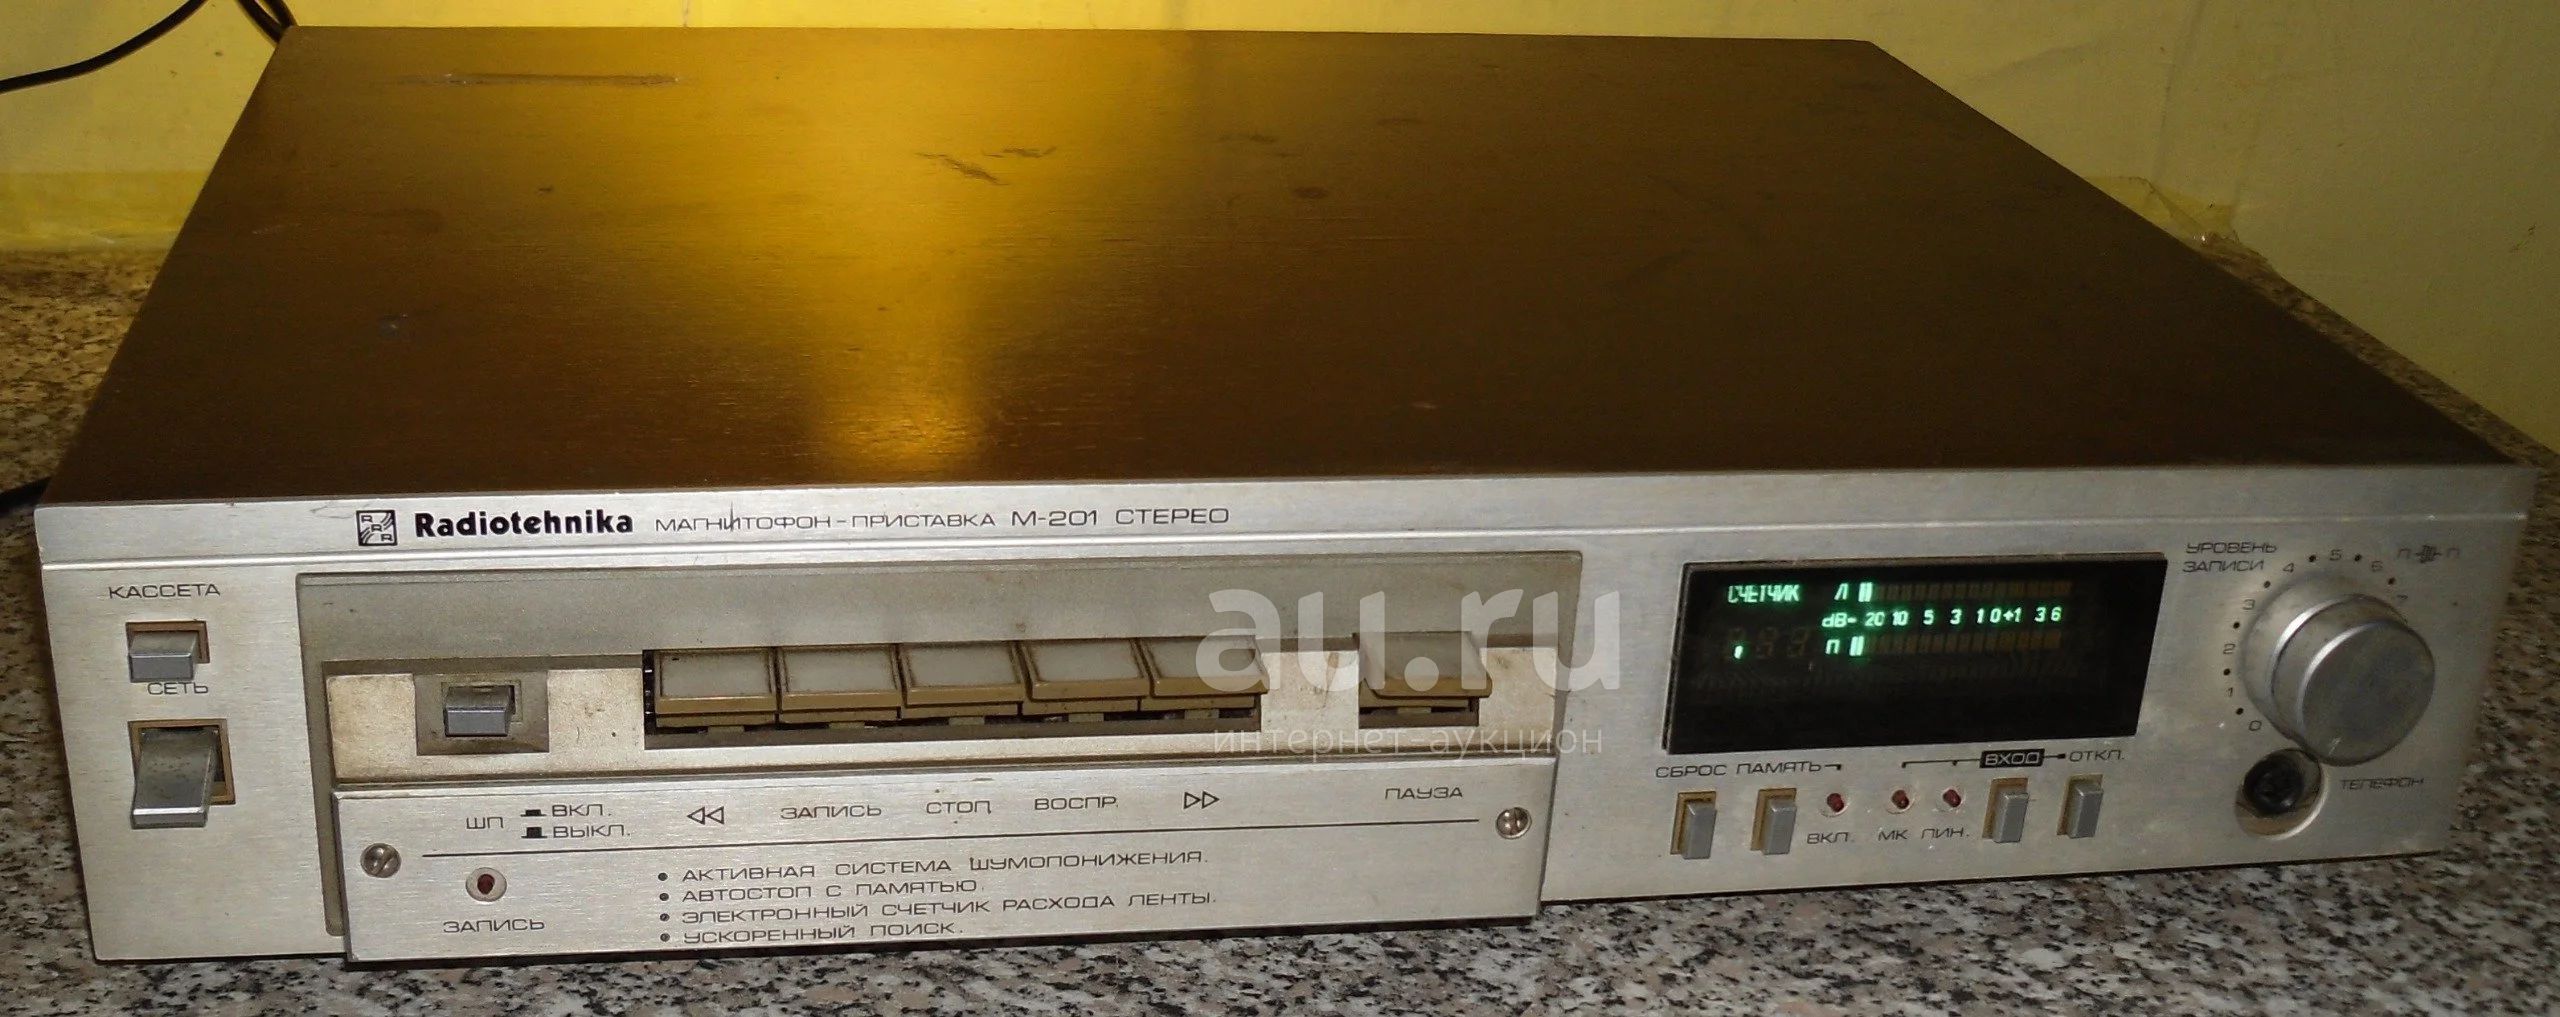 Radiotehnika МАГНИТОФОН-ПРИСТАВКА М-201 СТЕРЕО
КАССЕТА
СЕТЬ
ШП ВКЛ.
ВЫКЛ.
ЗАПИСЬ СТОП ВОСПР. ПАУЗА
ЗАПИСЬ
• АКТИВНАЯ СИСТЕМА ШУМОПОНИЖЕНИЯ.
• АВТОСТОП С ПАМЯТЬЮ.
• ЭЛЕКТРОННЫЙ СЧЕТЧИК РАСХОДА ЛЕНТЫ.
• УСКОРЕННЫЙ ПОИСК.
СЧЕТЧИК Л
dB- 20 10 5 3 1 0 +1 3 6
П
СБРОС ПАМЯТЬ ВХОД ОТКЛ.
ВКЛ. МК ЛИН.
УРОВЕНЬ
ЗАПИСИ
0 1 2 3 4 5 6 7
ТЕЛЕФОН
au.ru
интернет-аукцион